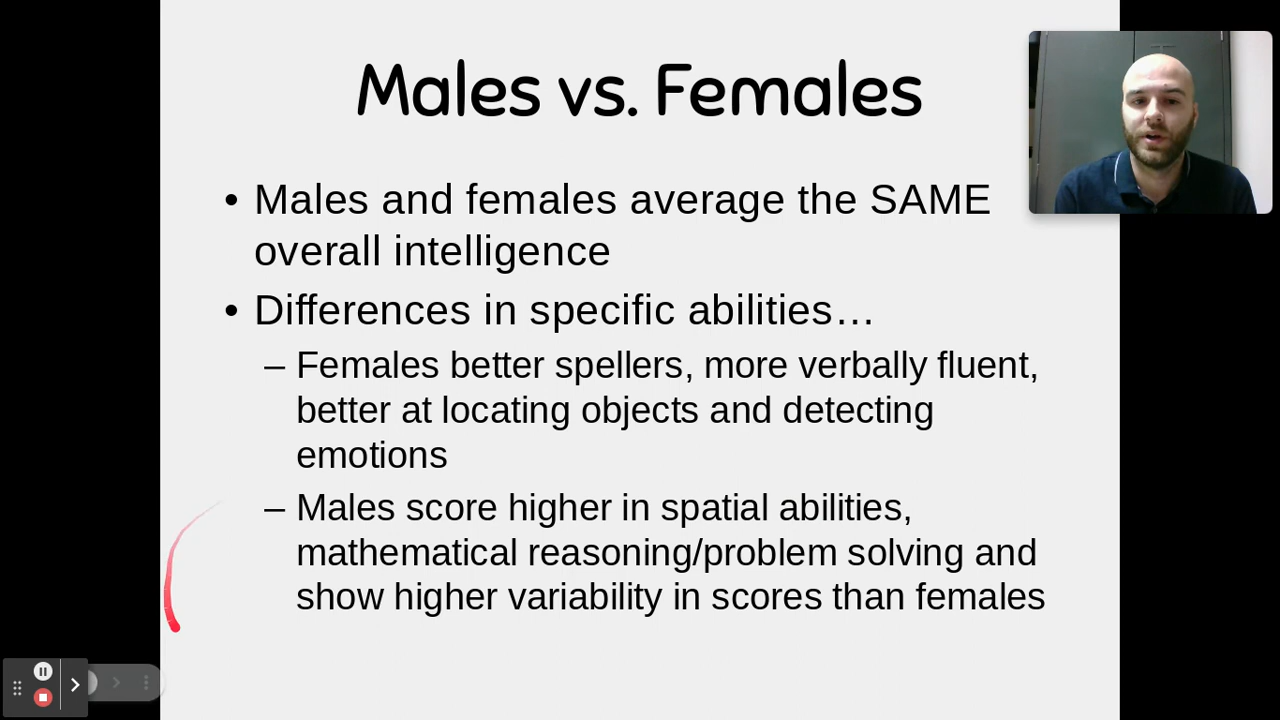 Males vs. Females
• Males and females average the SAME
overall intelligence
• Differences in specific abilities…
– Females better spellers, more verbally fluent,
better at locating objects and detecting
emotions
– Males score higher in spatial abilities,
mathematical reasoning/problem solving and
show higher variability in scores than females